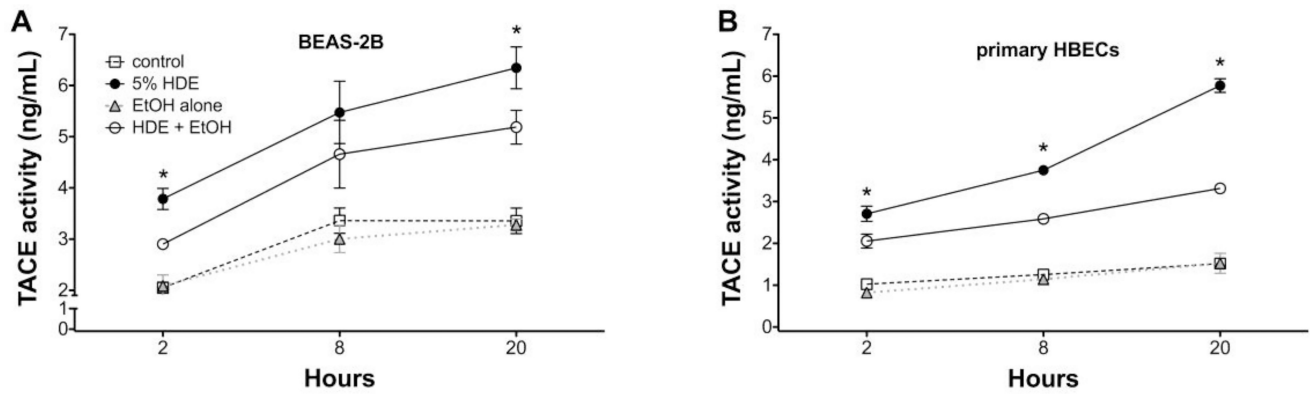 A
BEAS-2B
TACE activity (ng/mL)
7
6
5
4
3
2
1
0
control
5% HDE
EtOH alone
HDE + EtOH
*
*
2
8
20
Hours
B
primary HBECs
TACE activity (ng/mL)
7
6
5
4
3
2
1
0
*
*
*
2
8
20
Hours